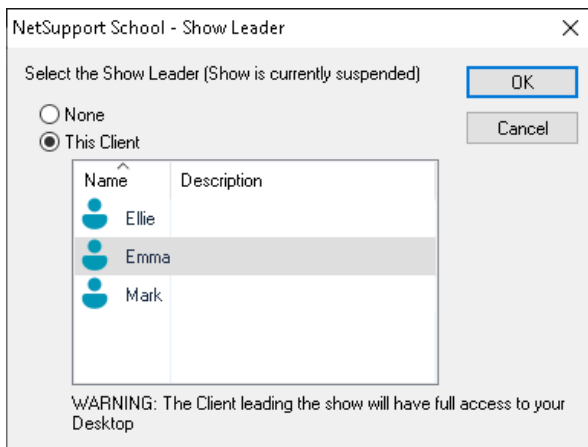 NetSupport School - Show Leader
Select the Show Leader (Show is currently suspended)
OK
None
Cancel
This Client
Name Description
Ellie
Emma
Mark
WARNING: The Client leading the show will have full access to your
Desktop